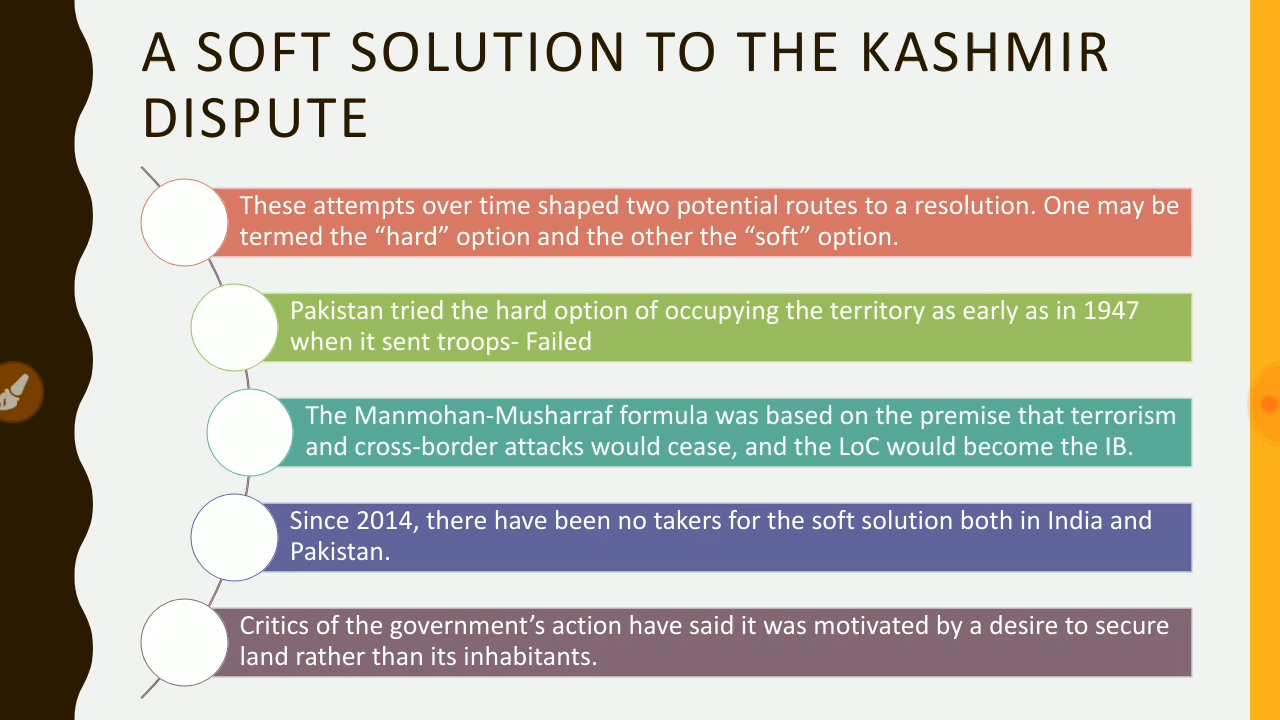 A SOFT SOLUTION TO THE KASHMIR
DISPUTE
These attempts over time shaped two potential routes to a resolution. One may be
termed the “hard” option and the other the “soft” option.
Pakistan tried the hard option of occupying the territory as early as in 1947
when it sent troops- Failed
The Manmohan-Musharraf formula was based on the premise that terrorism
and cross-border attacks would cease, and the LoC would become the IB.
Since 2014, there have been no takers for the soft solution both in India and
Pakistan.
Critics of the government’s action have said it was motivated by a desire to secure
land rather than its inhabitants.